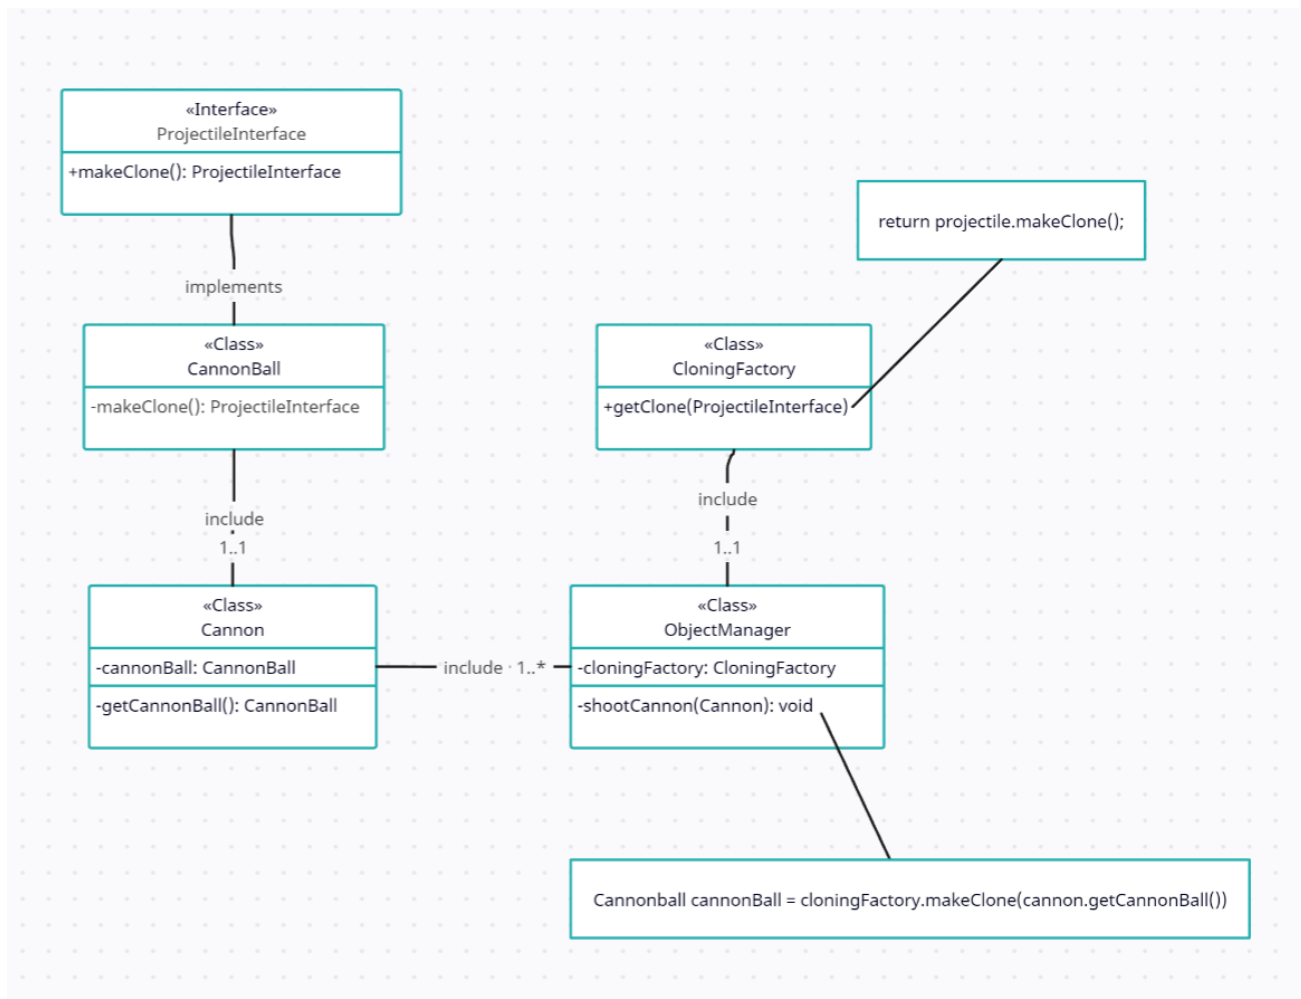 «Interface»
ProjectileInterface
+makeClone(): ProjectileInterface
return projectile.makeClone();
implements
«Class»
CannonBall
-makeClone(): ProjectileInterface
«Class»
CloningFactory
+getClone(ProjectileInterface)
include
1..1
include
1..1
«Class»
Cannon
-cannonBall: CannonBall
-getCannonBall(): CannonBall
include 1..*
«Class»
ObjectManager
-cloningFactory: CloningFactory
-shootCannon(Cannon): void
Cannonball cannonBall = cloningFactory.makeClone(cannon.getCannonBall())